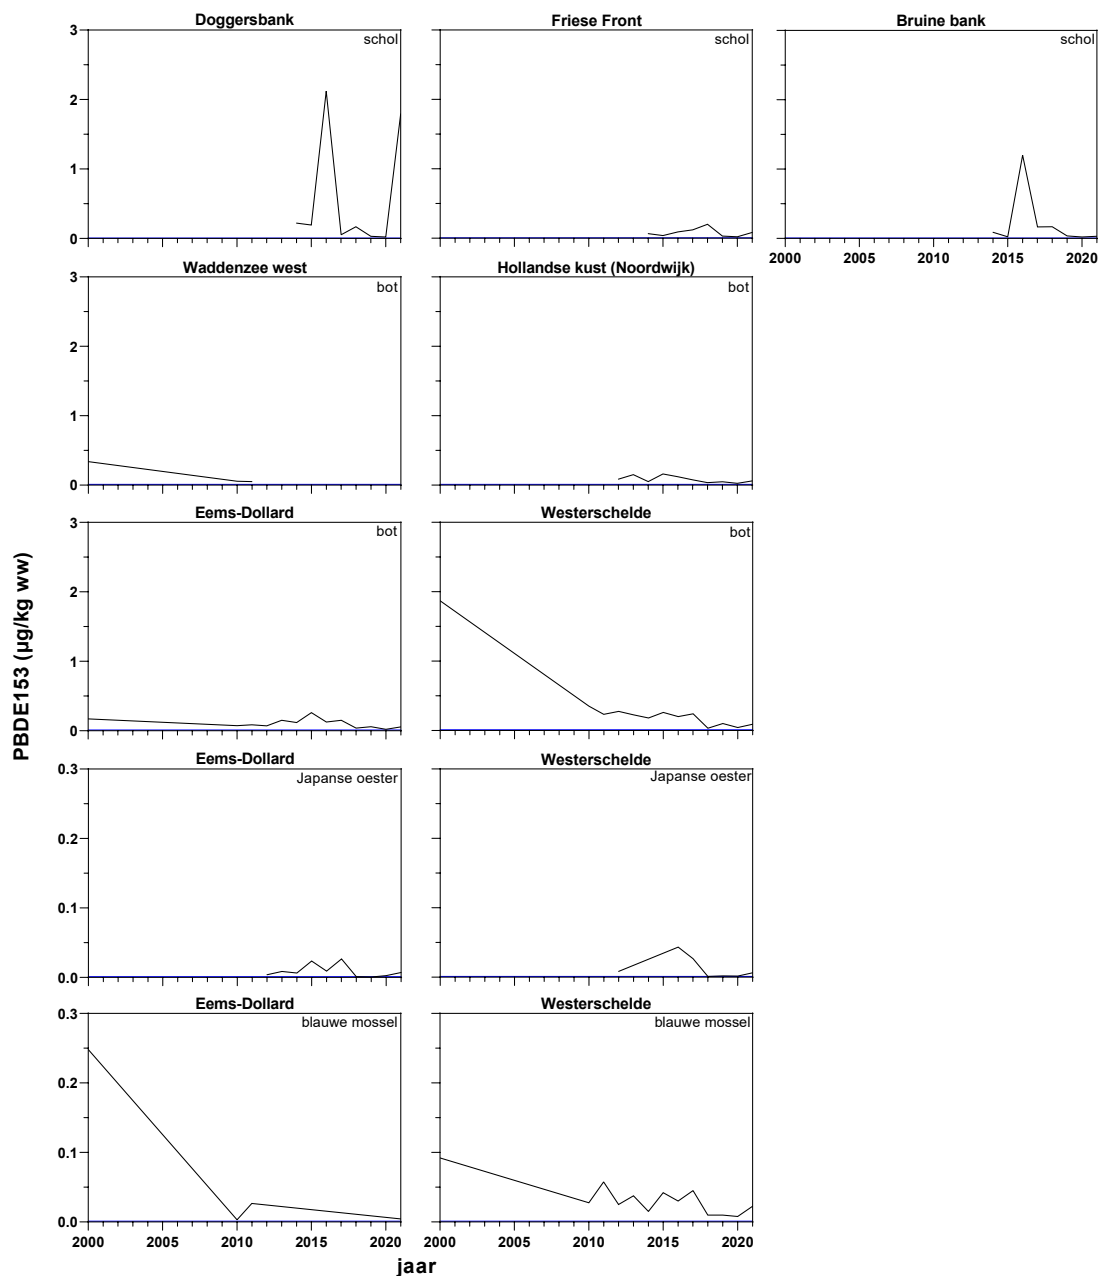 Doggersbank
Friese Front
Bruine bank
3
schol
schol
schol
2
1
0
2000 2005 2010 2015 2020
Waddenzee west
Hollandse kust (Noordwijk)
3
bot
bot
2
1
0
Eems-Dollard
Westerschelde
3
bot
bot
2
1
0
PBDE153 (µg/kg ww)
Eems-Dollard
Westerschelde
0.3
Japanse oester
Japanse oester
0.2
0.1
0.0
Eems-Dollard
Westerschelde
0.3
blauwe mossel
blauwe mossel
0.2
0.1
0.0
2000 2005 2010 2015 2020
2000 2005 2010 2015 2020
jaar